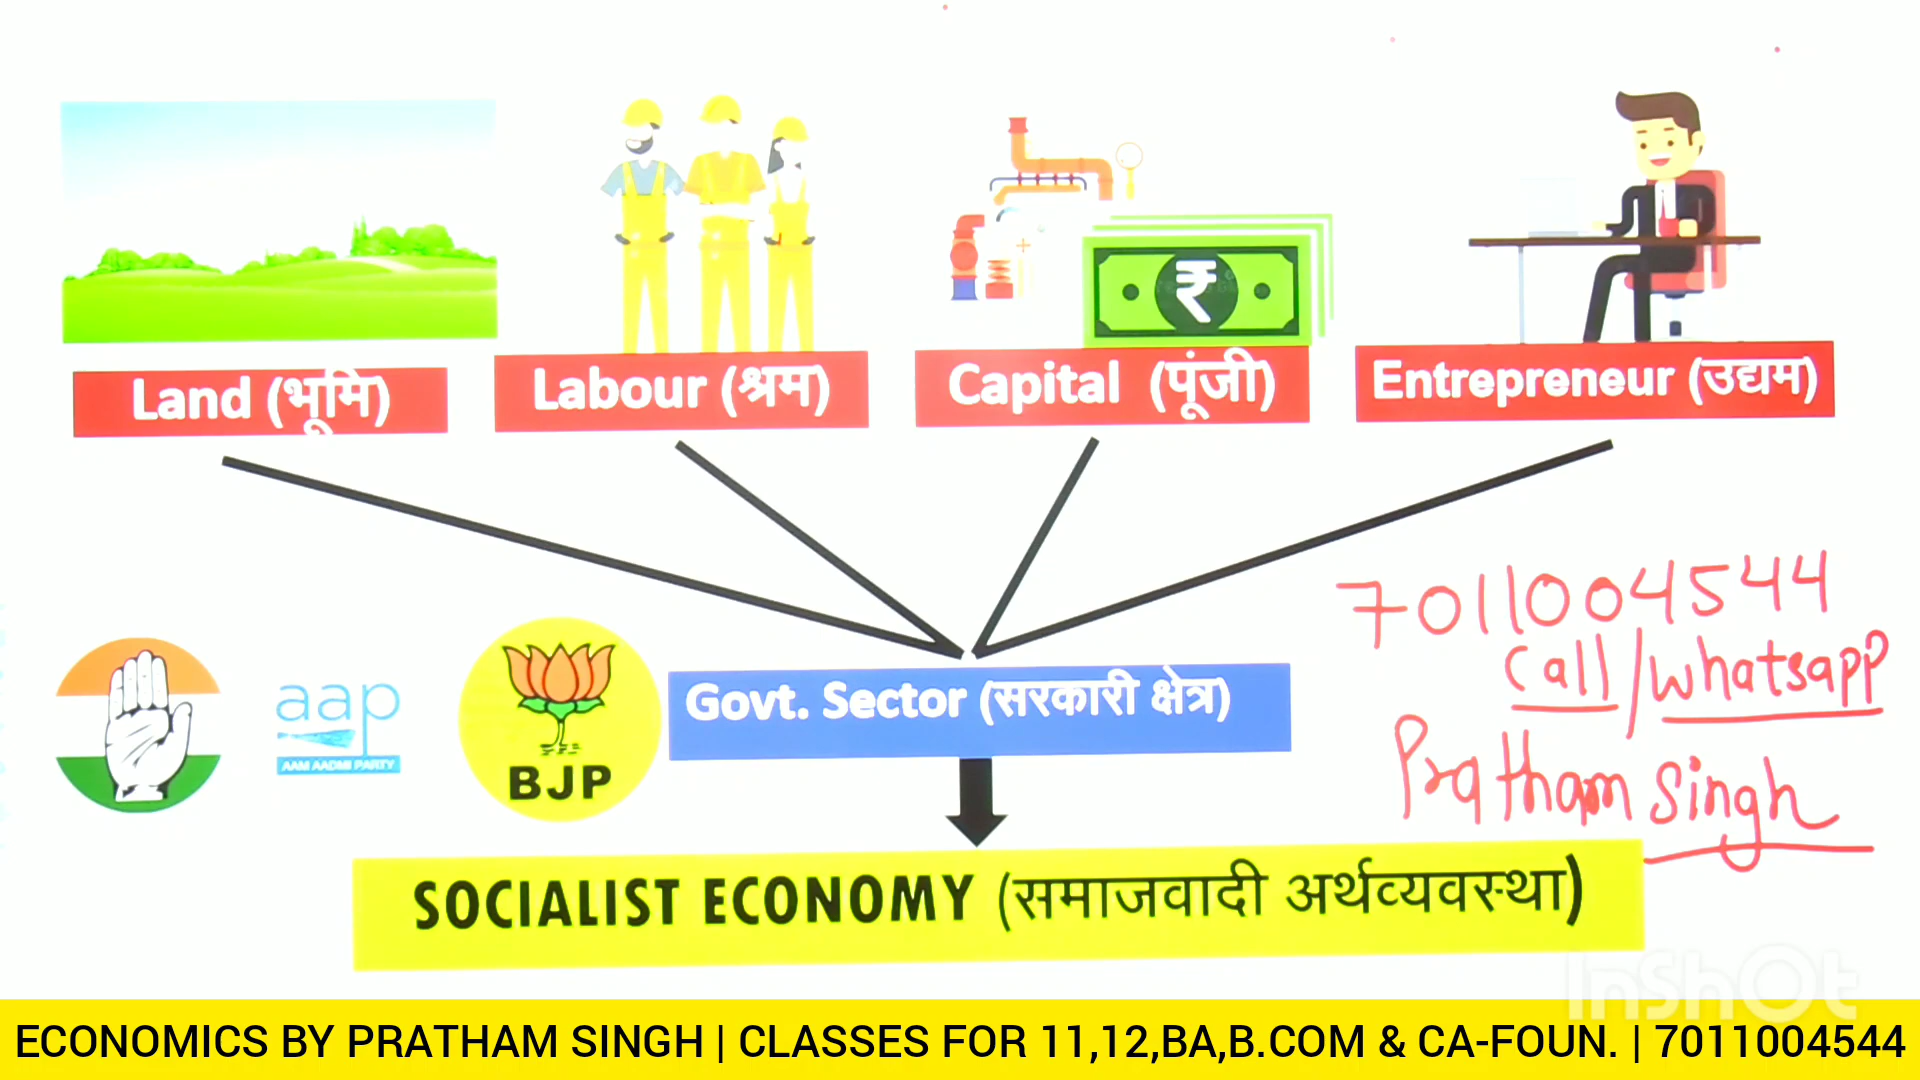 Land (भूमि)
Labour (श्रम)
Capital (पूंजी)
Entrepreneur (उद्यम)
₹
7011004544
Call/Whatsapp
Pratham Singh
aap
AAM AADMI PARTY
BJP
Govt. Sector (सरकारी क्षेत्र)
SOCIALIST ECONOMY (समाजवादी अर्थव्यवस्था)
InShOt
ECONOMICS BY PRATHAM SINGH | CLASSES FOR 11,12,BA,B.COM & CA-FOUN. | 7011004544